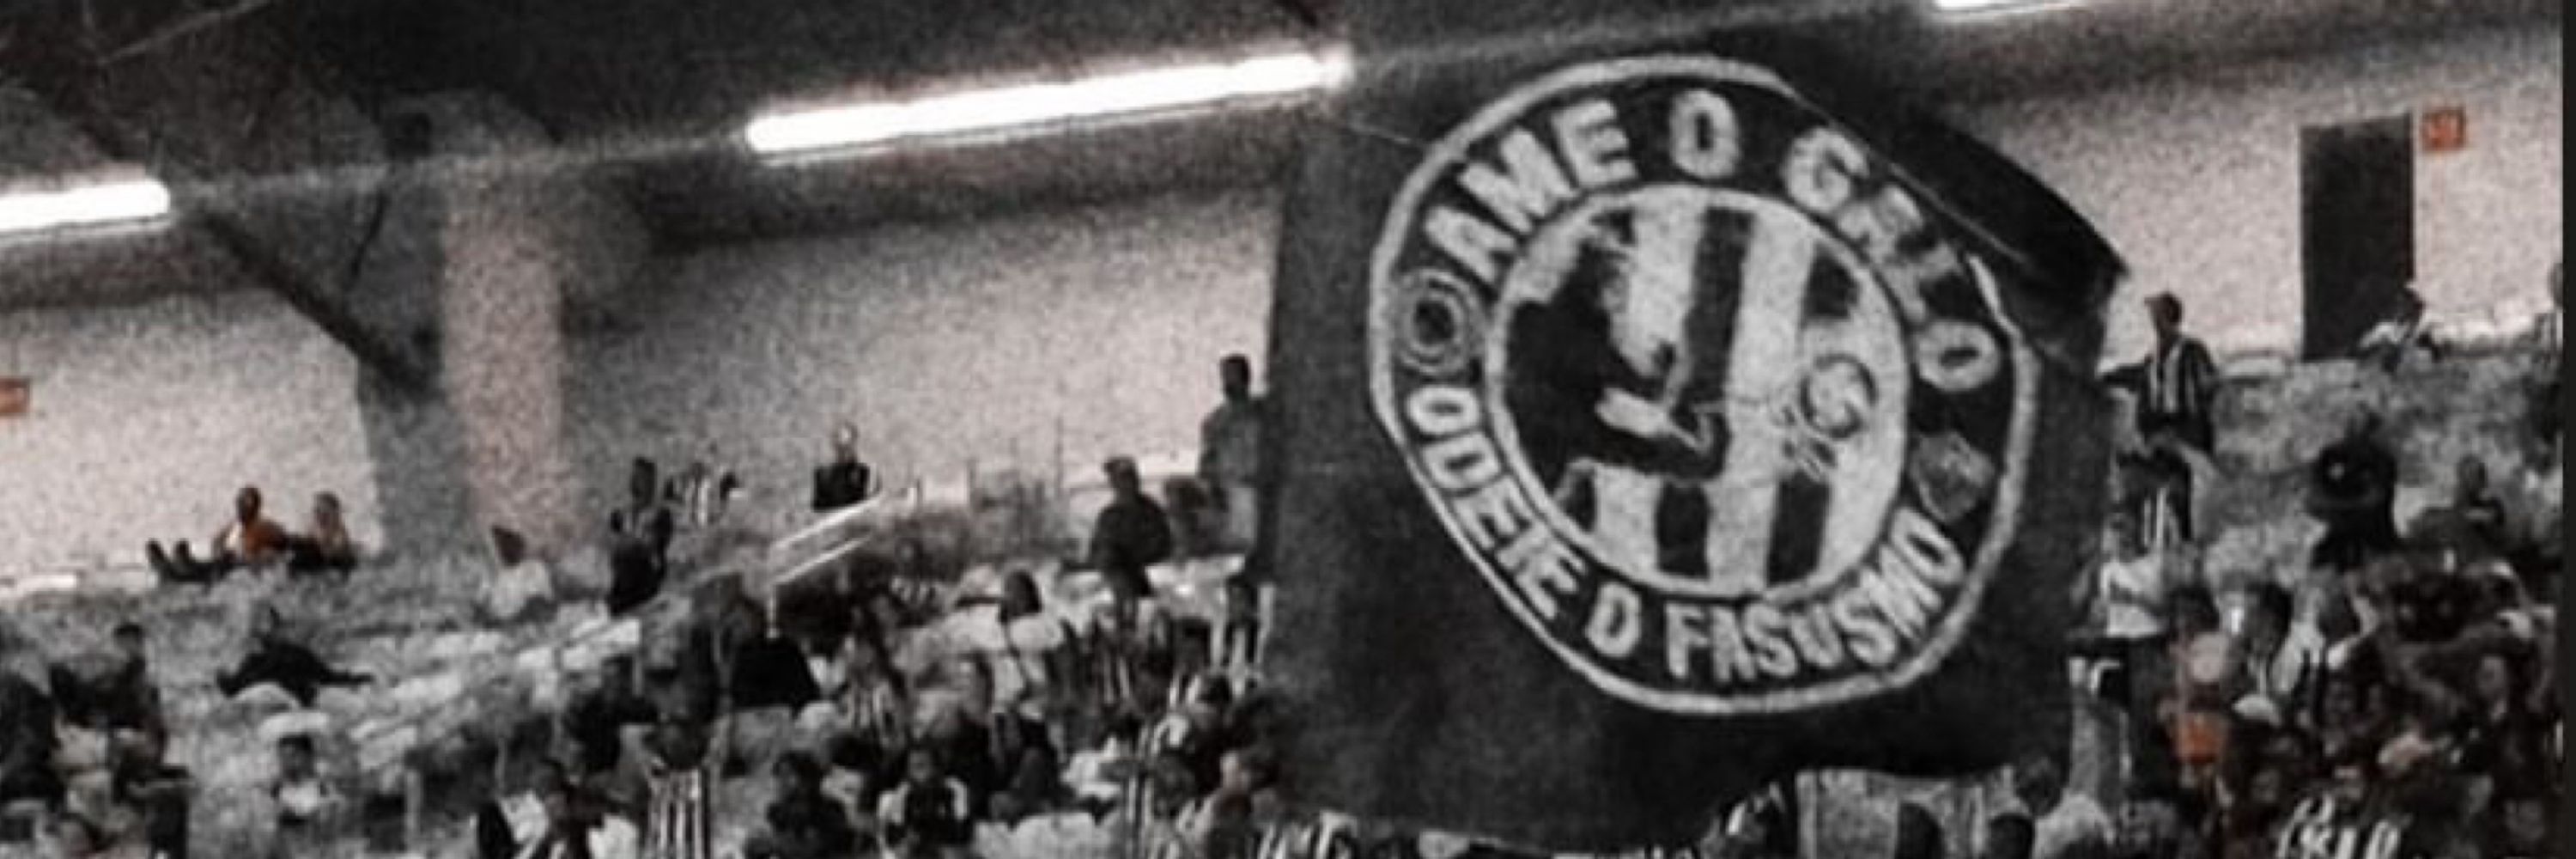 AME O GALO
ODEIE O FASCISMO